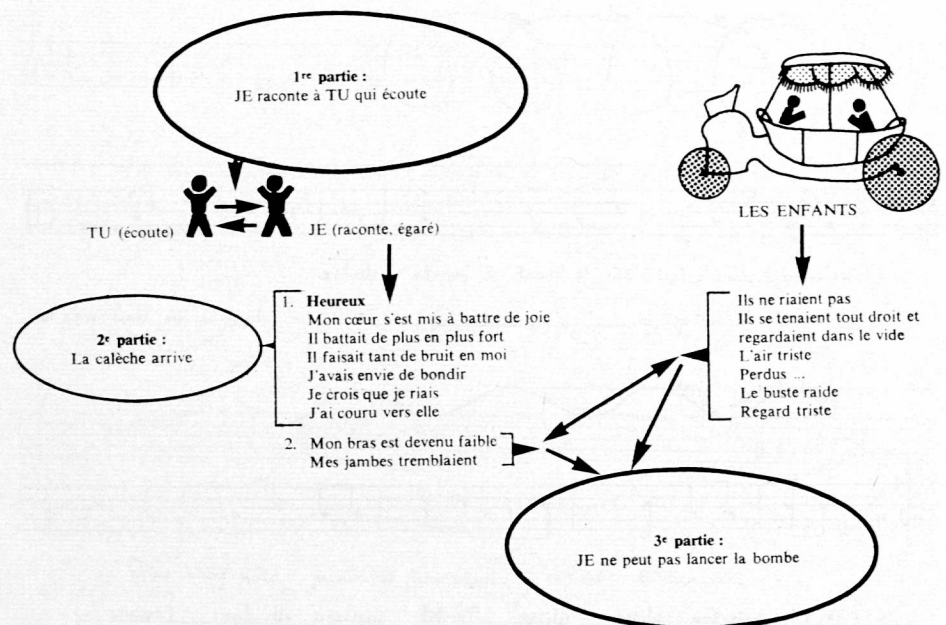 1re partie :
JE raconte à TU qui écoute
TU (écoute)
JE (raconte, égaré)
LES ENFANTS
2e partie :
La calèche arrive
1. Heureux
Mon cœur s'est mis à battre de joie
Il battait de plus en plus fort
Il faisait tant de bruit en moi
J'avais envie de bondir
Je crois que je riais
J'ai couru vers elle
2. Mon bras est devenu faible
Mes jambes tremblaient
Ils ne riaient pas
Ils se tenaient tout droit et
regardaient dans le vide
L'air triste
Perdus ...
Le buste raide
Regard triste
3e partie :
JE ne peut pas lancer la bombe